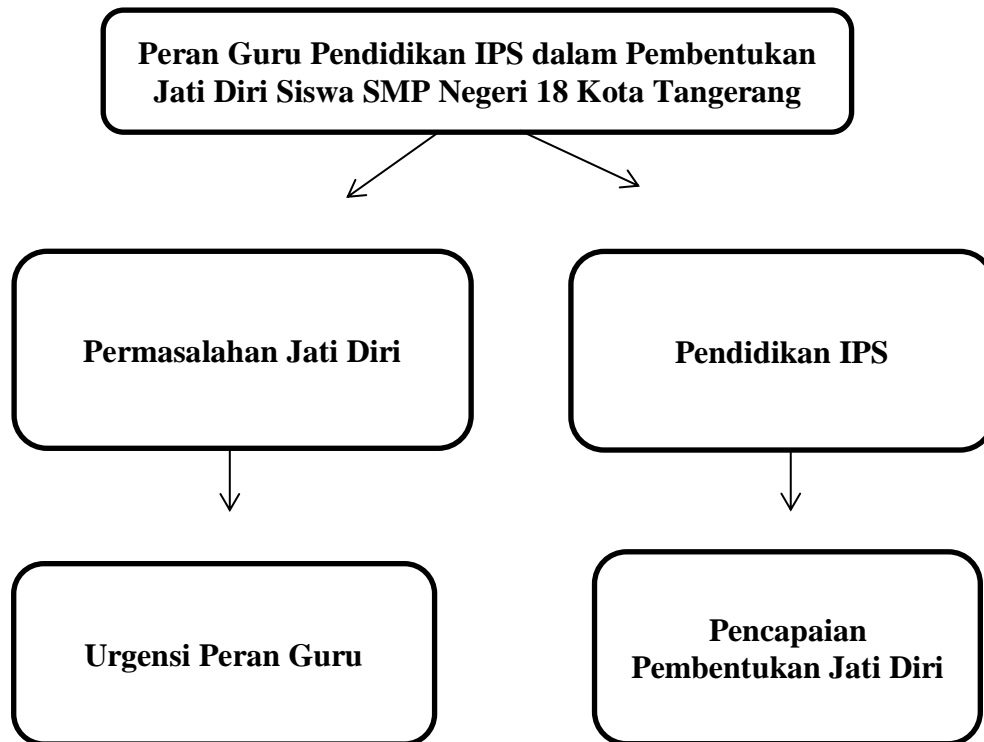 Peran Guru Pendidikan IPS dalam Pembentukan
Jati Diri Siswa SMP Negeri 18 Kota Tangerang
Permasalahan Jati Diri
Pendidikan IPS
Urgensi Peran Guru
Pencapaian
Pembentukan Jati Diri